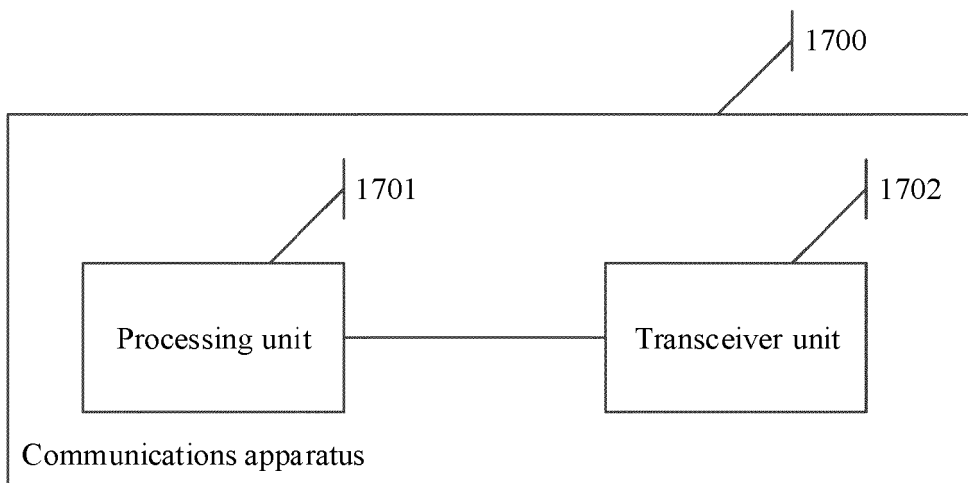 1700
1701
1702
Processing unit
Transceiver unit
Communications apparatus